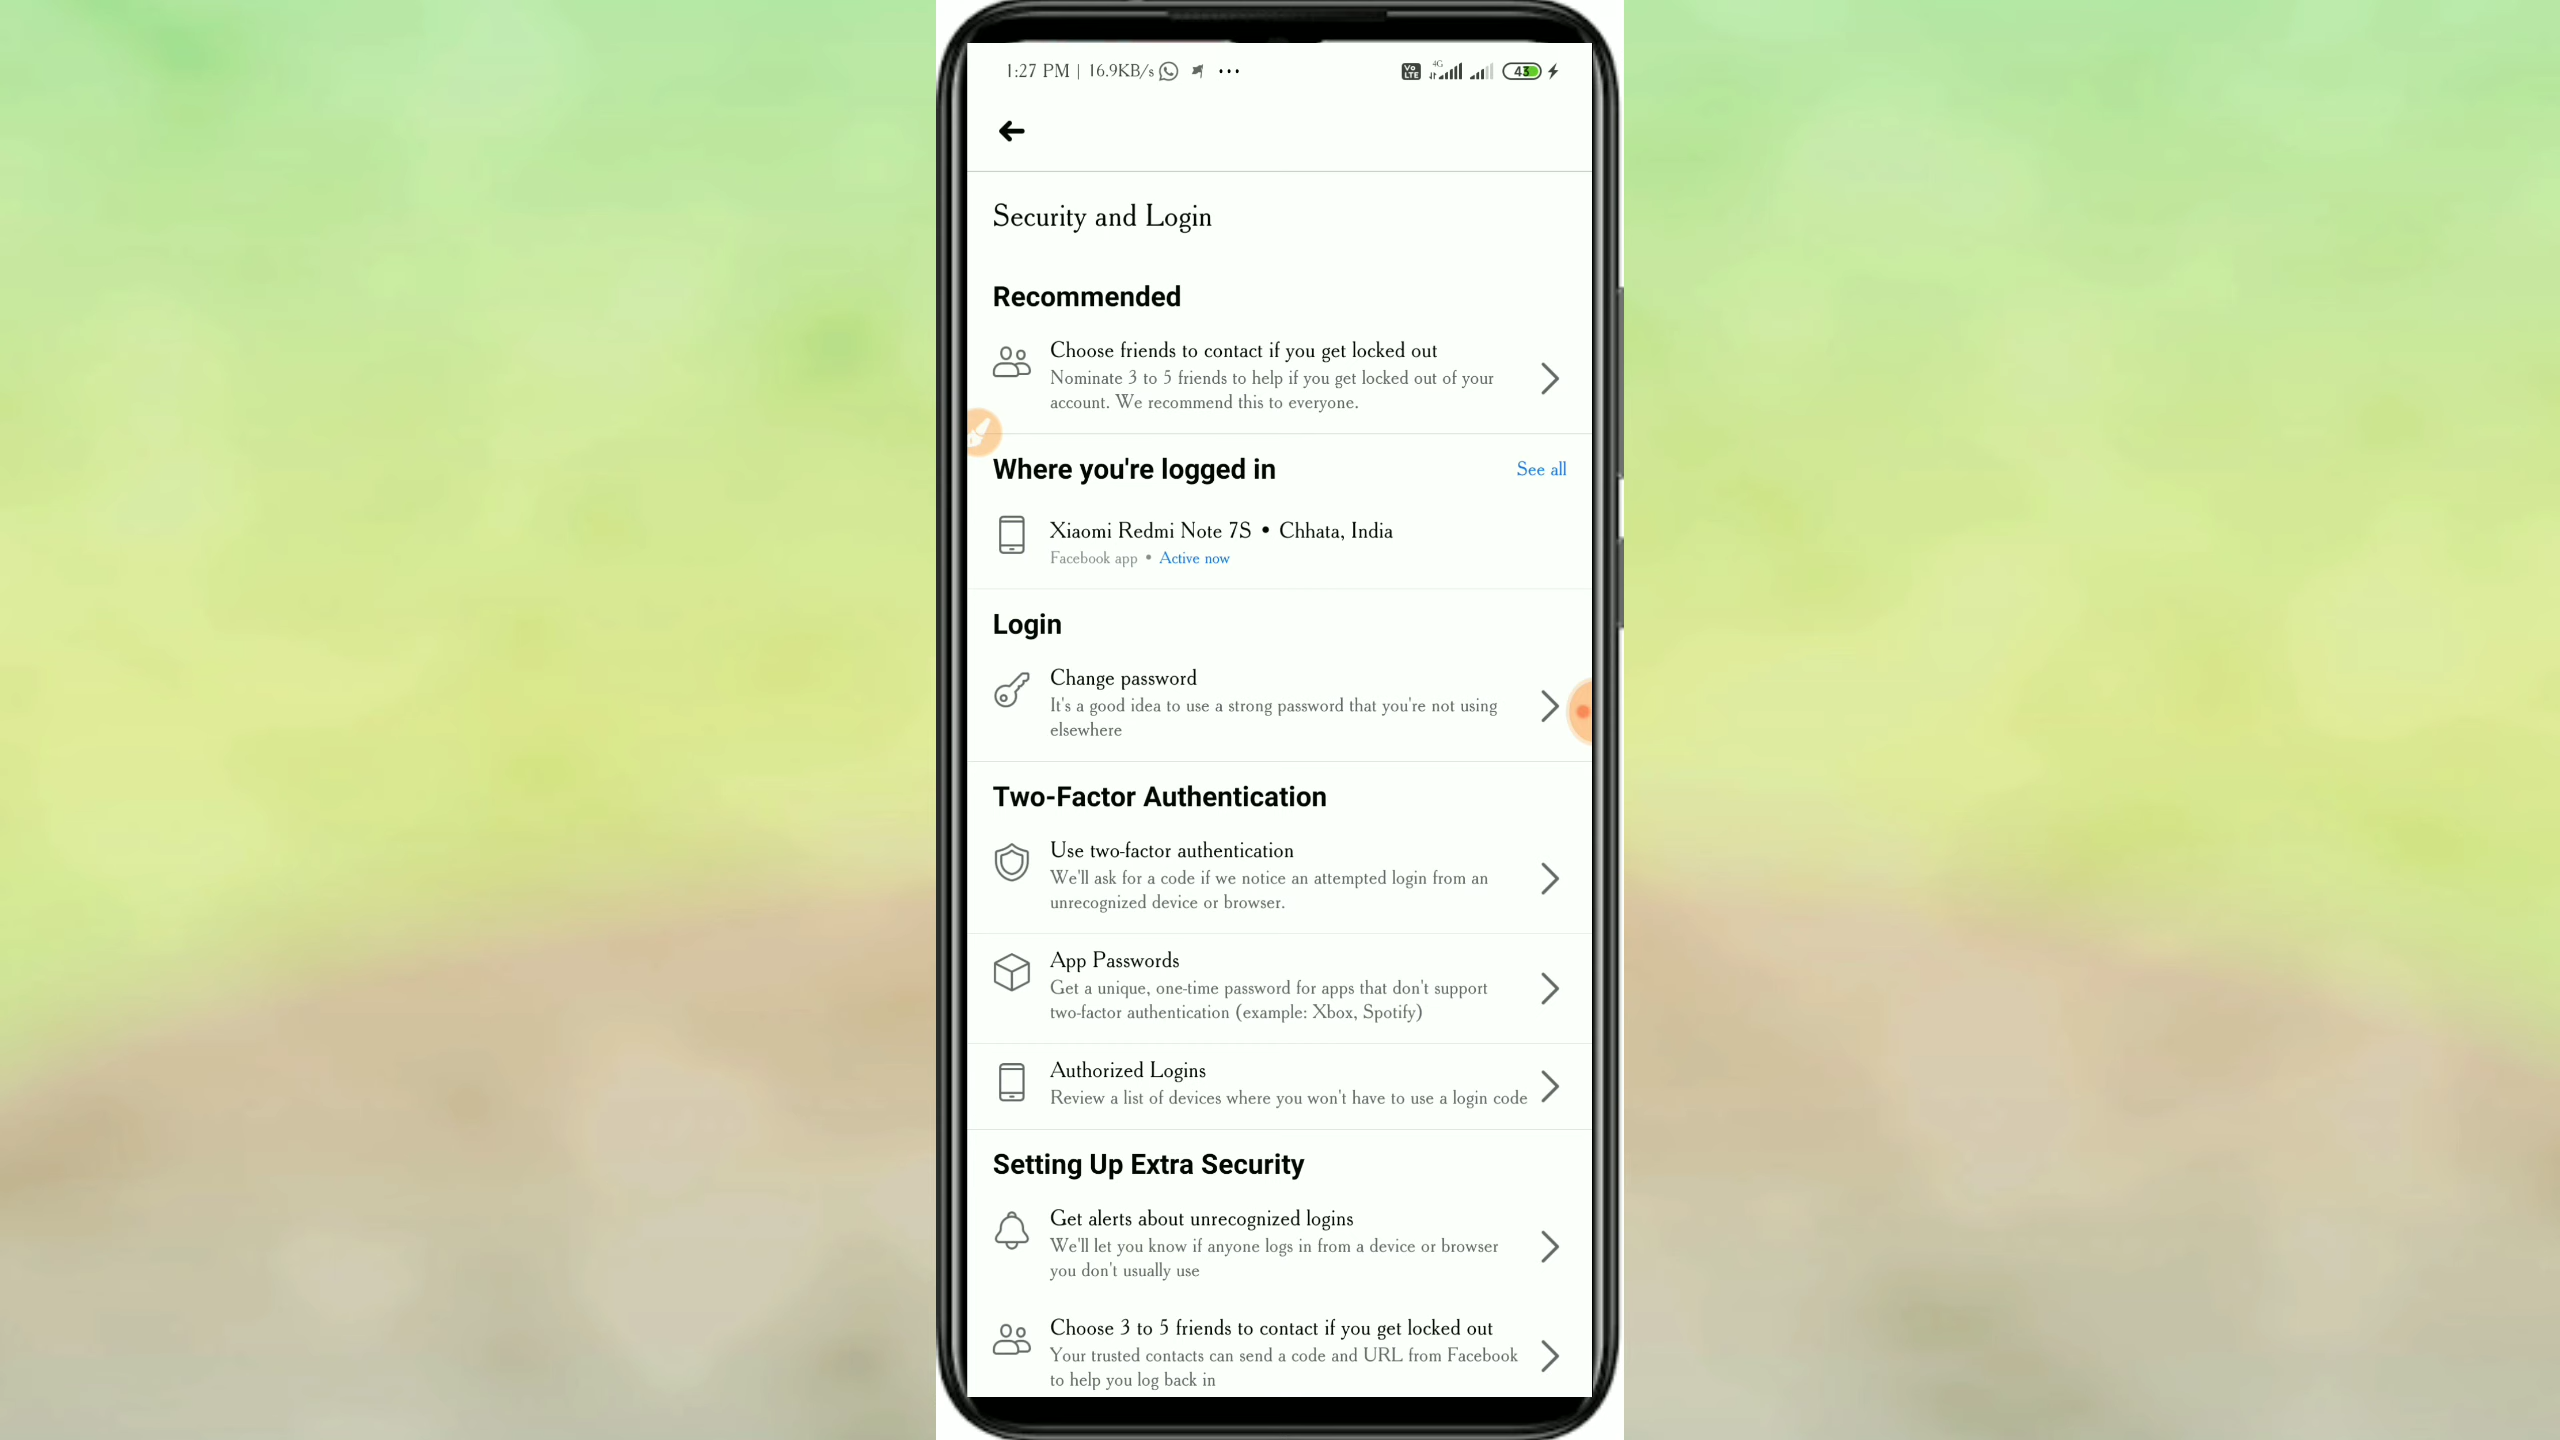 1:27 PM | 16.9KB/s ...
Vo LTE 4G 43
Security and Login
Recommended
Choose friends to contact if you get locked out
Nominate 3 to 5 friends to help if you get locked out of your
account. We recommend this to everyone.
Where you're logged in See all
Xiaomi Redmi Note 7S • Chhata, India
Facebook app • Active now
Login
Change password
It's a good idea to use a strong password that you're not using
elsewhere
Two-Factor Authentication
Use two-factor authentication
We'll ask for a code if we notice an attempted login from an
unrecognized device or browser.
App Passwords
Get a unique, one-time password for apps that don't support
two-factor authentication (example: Xbox, Spotify)
Authorized Logins
Review a list of devices where you won't have to use a login code
Setting Up Extra Security
Get alerts about unrecognized logins
We'll let you know if anyone logs in from a device or browser
you don't usually use
Choose 3 to 5 friends to contact if you get locked out
Your trusted contacts can send a code and URL from Facebook
to help you log back in